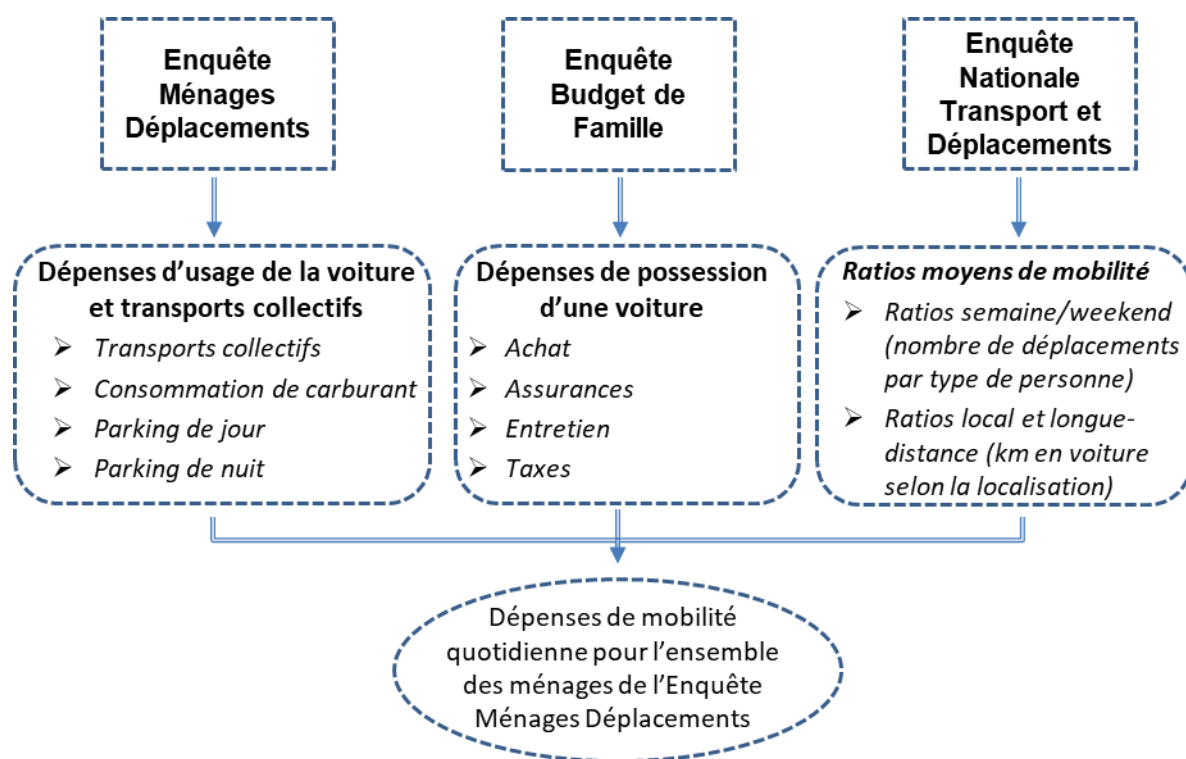 Enquête
Ménages
Déplacements
Enquête
Budget de
Famille
Enquête
Nationale
Transport et
Déplacements
Dépenses d’usage de la voiture
et transports collectifs
➢ Transports collectifs
➢ Consommation de carburant
➢ Parking de jour
➢ Parking de nuit
Dépenses de possession
d’une voiture
➢ Achat
➢ Assurances
➢ Entretien
➢ Taxes
Ratios moyens de mobilité
➢ Ratios semaine/weekend
(nombre de déplacements
par type de personne)
➢ Ratios local et longue-
distance (km en voiture
selon la localisation)
Dépenses de mobilité
quotidienne pour l’ensemble
des ménages de l’Enquête
Ménages Déplacements